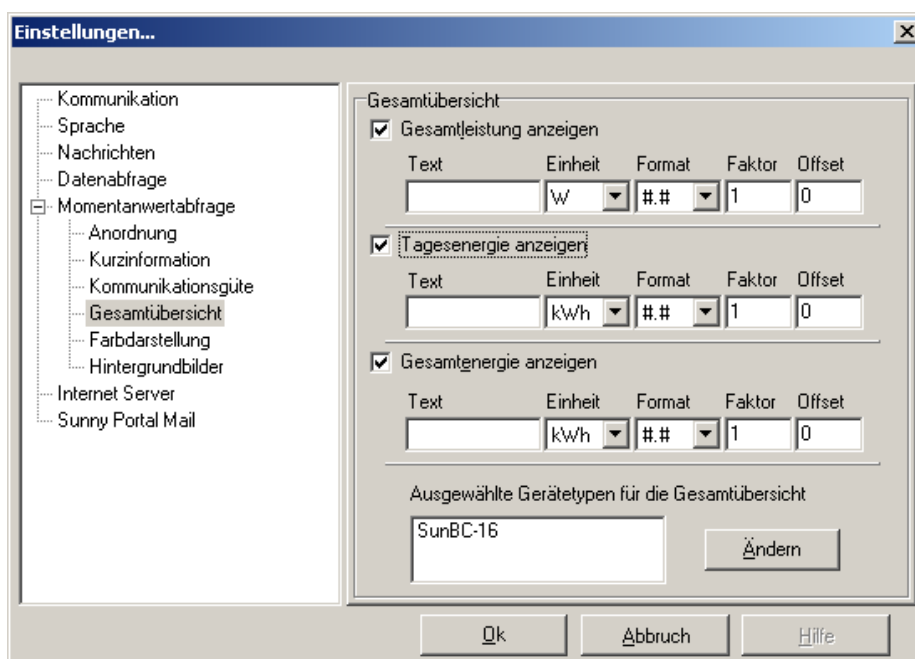 Einstellungen...
Kommunikation
Sprache
Nachrichten
Datenabfrage
Momentanwertabfrage
Anordnung
Kurzinformation
Kommunikationsgüte
Gesamtübersicht
Farbdarstellung
Hintergrundbilder
Internet Server
Sunny Portal Mail
Gesamtübersicht
Gesamtleistung anzeigen
Text Einheit Format Faktor Offset
W #.# 1 0
Tagesenergie anzeigen
Text Einheit Format Faktor Offset
kWh #.# 1 0
Gesamtenergie anzeigen
Text Einheit Format Faktor Offset
kWh #.# 1 0
Ausgewählte Gerätetypen für die Gesamtübersicht
SunBC-16
Ändern
Ok Abbruch Hilfe